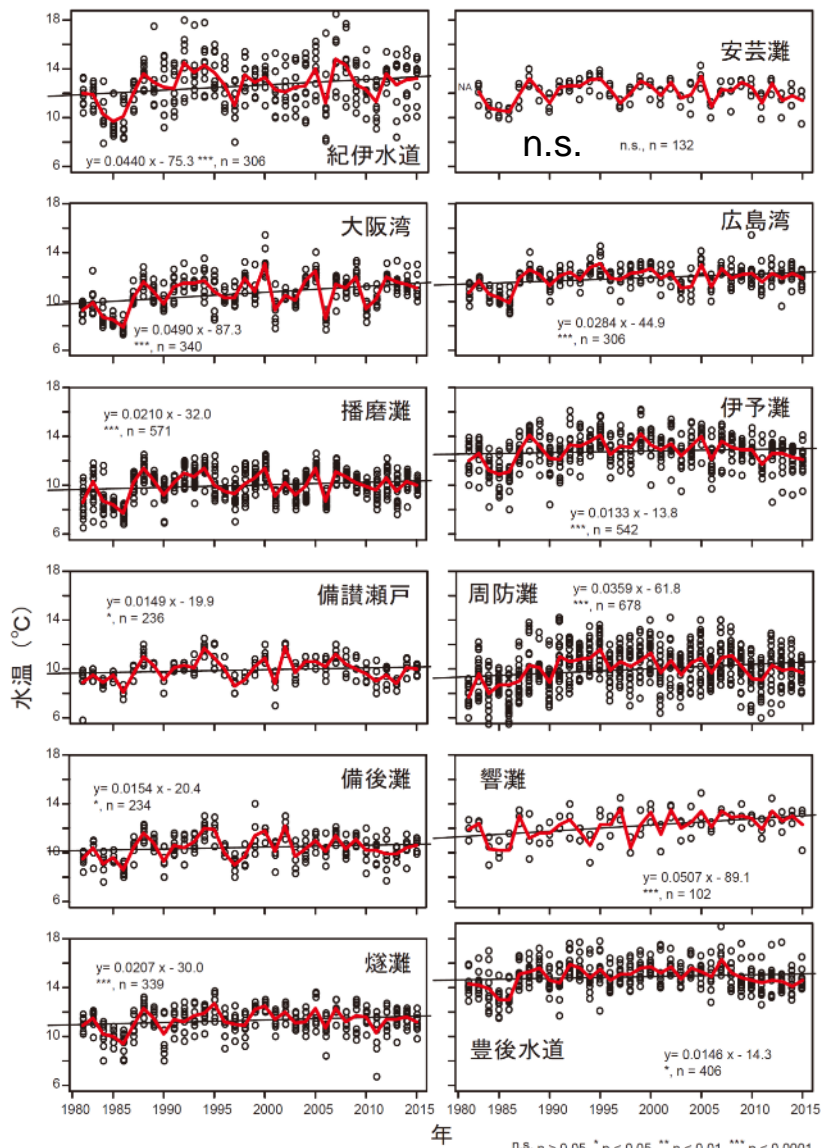 18
14
10
6
y= 0.0440 x - 75.3 ***, n = 306
紀伊水道
NA
安芸灘
n.s.
n.s., n = 132
18
14
10
6
大阪湾
y= 0.0490 x - 87.3
***, n = 340
広島湾
y= 0.0284 x - 44.9
***, n = 306
18
14
10
6
y= 0.0210 x - 32.0
***, n = 571
播磨灘
伊予灘
y= 0.0133 x - 13.8
***, n = 542
水温 (℃)
18
14
10
6
y= 0.0149 x - 19.9
*, n = 236
備讃瀬戸
周防灘
y= 0.0359 x - 61.8
***, n = 678
18
14
10
6
y= 0.0154 x - 20.4
*, n = 234
備後灘
響灘
y= 0.0507 x - 89.1
***, n = 102
18
14
10
6
y= 0.0207 x - 30.0
***, n = 339
燧灘
豊後水道
y= 0.0146 x - 14.3
*, n = 406
1980 1985 1990 1995 2000 2005 2010 2015
1980 1985 1990 1995 2000 2005 2010 2015
年